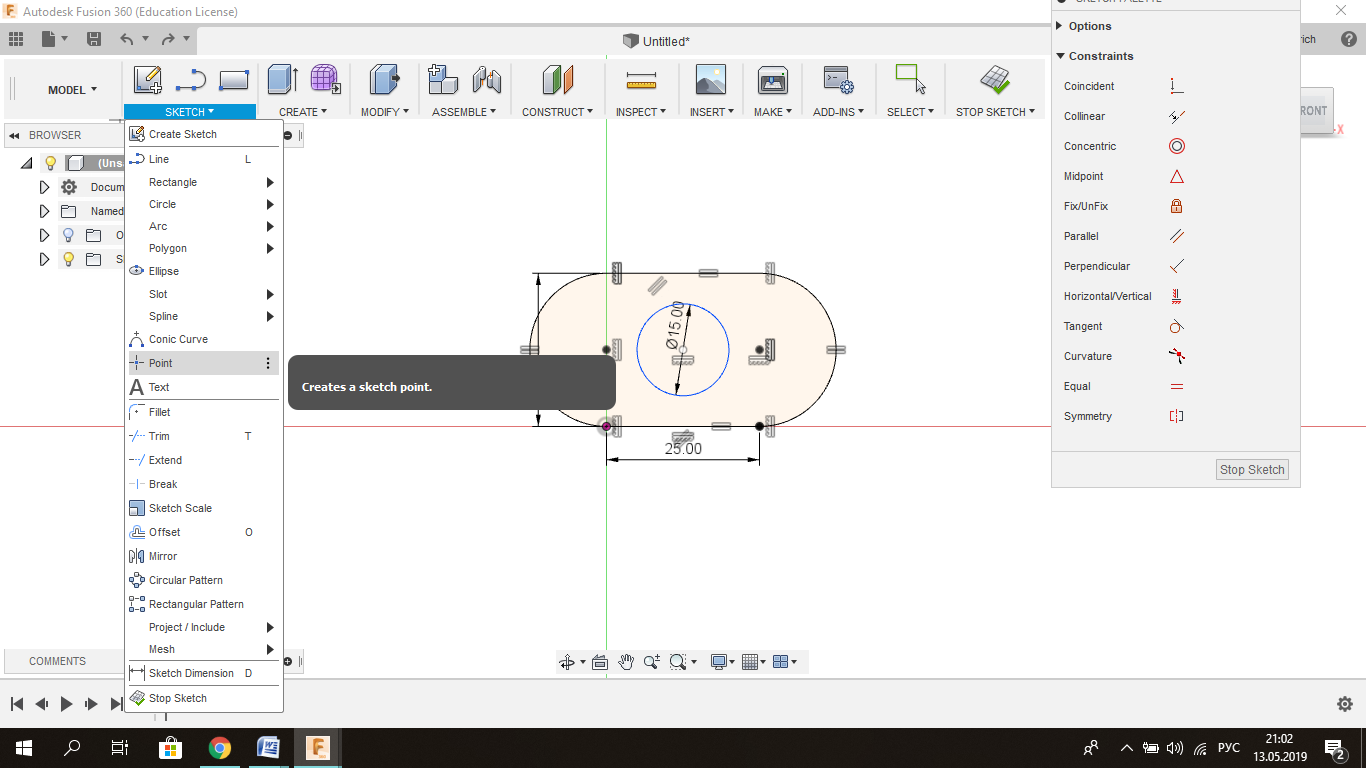 Autodesk Fusion 360 (Education License)
SKETCH PALETTE
Untitled*
rich
MODEL
SKETCH
CREATE
MODIFY
ASSEMBLE
CONSTRUCT
INSPECT
INSERT
MAKE
ADD-INS
SELECT
STOP SKETCH
BROWSER
(Uns
Docum
Named
O
S
Create Sketch
Line L
Rectangle
Circle
Arc
Polygon
Ellipse
Slot
Spline
Conic Curve
Point
Text
Fillet
Trim T
Extend
Break
Sketch Scale
Offset O
Mirror
Circular Pattern
Rectangular Pattern
Project / Include
Mesh
Sketch Dimension D
Stop Sketch
Creates a sketch point.
Ø15.00
25.00
Options
Constraints
Coincident
Collinear
Concentric
Midpoint
Fix/UnFix
Parallel
Perpendicular
Horizontal/Vertical
Tangent
Curvature
Equal
Symmetry
Stop Sketch
RONT
X
COMMENTS
РУС
21:02
13.05.2019
2